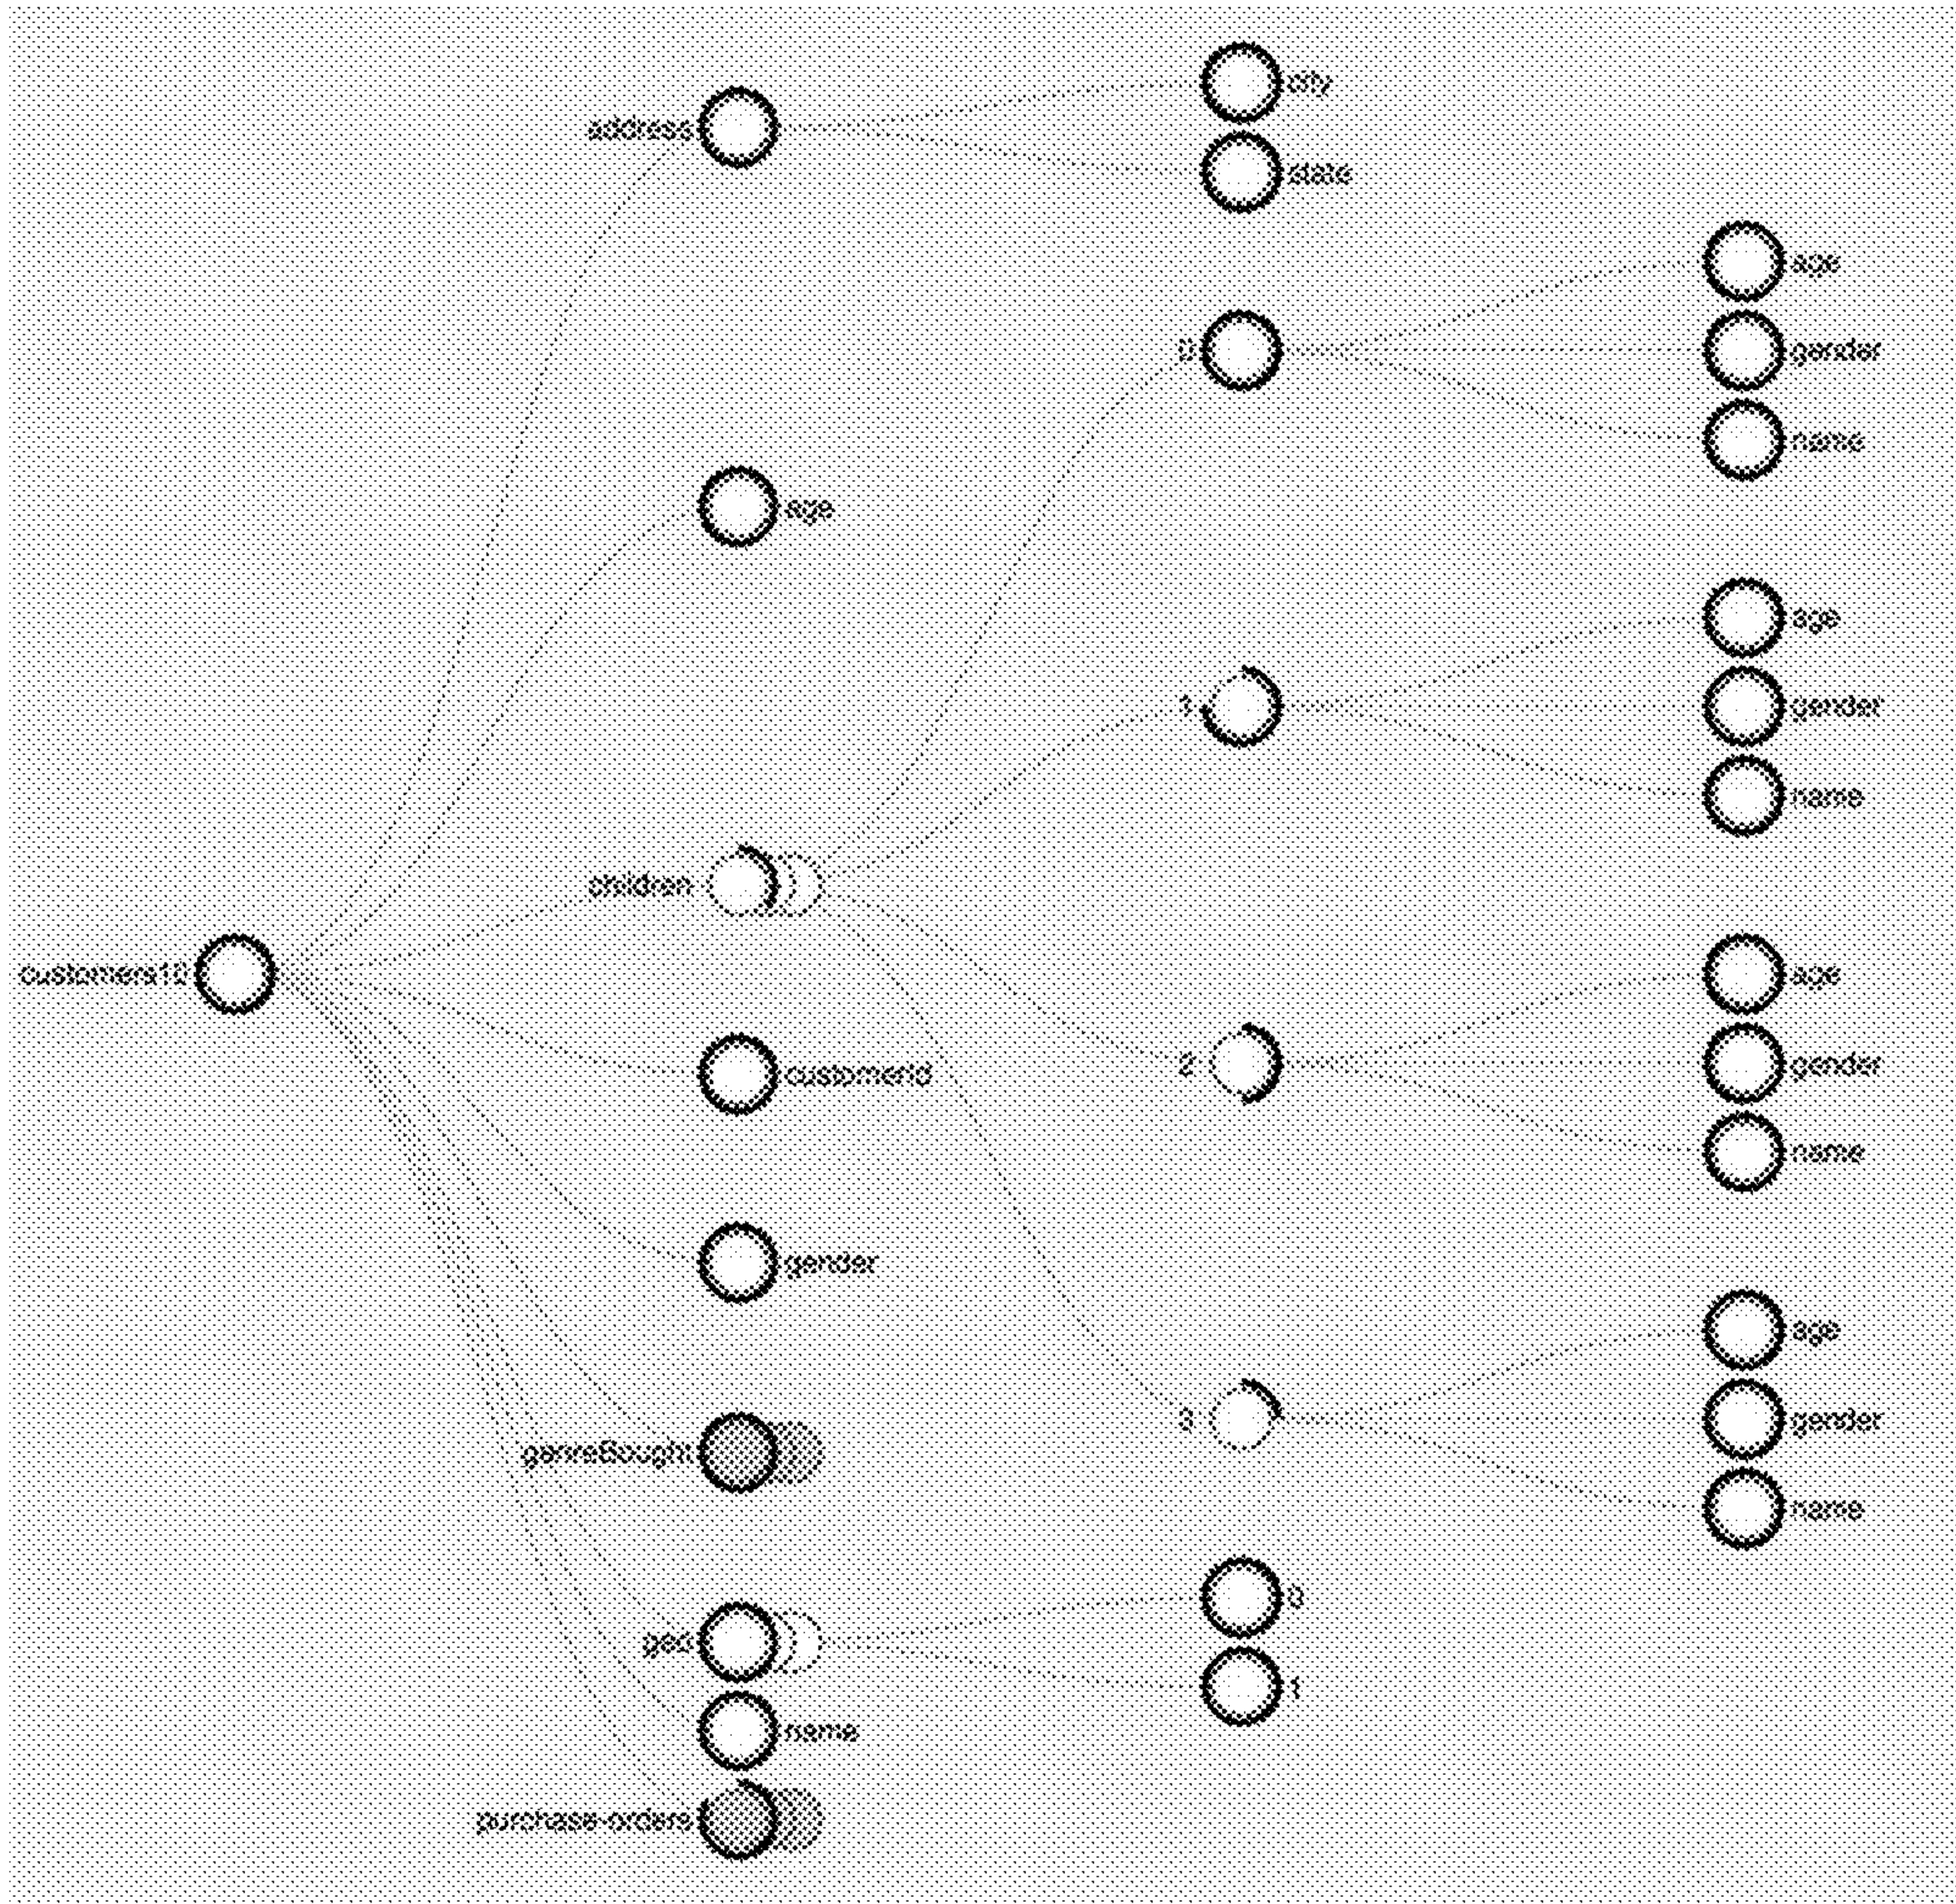 city
address
state
age
0
gender
name
age
age
1
gender
name
children
customers10
age
2
customerId
gender
name
gender
age
3
gender
genreBought
name
0
geo
1
name
purchase-orders